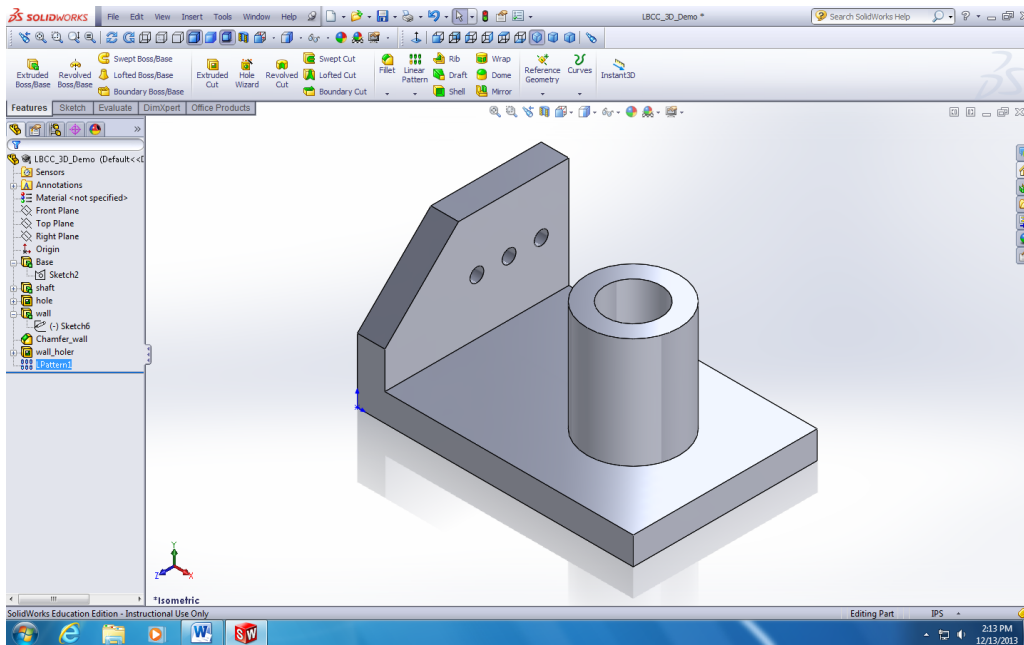 SOLIDWORKS File Edit View Insert Tools Window Help LBCC_3D_Demo * Search SolidWorks Help
Extruded Boss/Base
Revolved Boss/Base
Swept Boss/Base
Lofted Boss/Base
Boundary Boss/Base
Extruded Cut
Hole Wizard
Revolved Cut
Swept Cut
Lofted Cut
Boundary Cut
Fillet
Linear Pattern
Rib
Draft
Shell
Wrap
Dome
Mirror
Reference Geometry
Curves
Instant3D
Features Sketch Evaluate DimXpert Office Products
LBCC_3D_Demo (Default<<D
Sensors
Annotations
Material <not specified>
Front Plane
Top Plane
Right Plane
Origin
Base
Sketch2
shaft
hole
wall
(-) Sketch6
Chamfer_wall
wall_holer
LPattern1
Y
Z X
*Isometric
SolidWorks Education Edition - Instructional Use Only Editing Part IPS
2:13 PM
12/13/2013